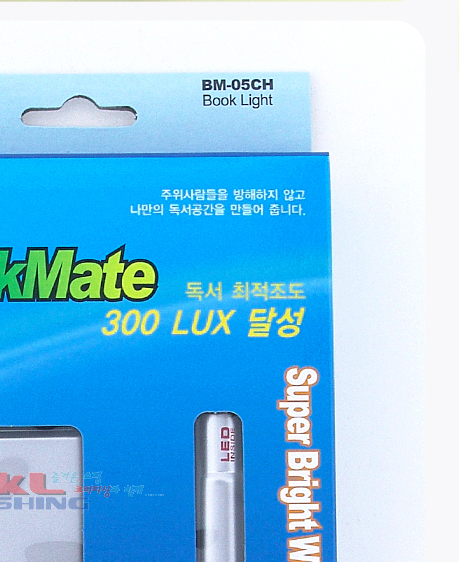 BM-05CH
Book Light
주위사람들을 방해하지 않고
나만의 독서공간을 만들어 줍니다.
kMate
독서 최적조도
300 LUX 달성
Super Bright W
LED
KL
SHING